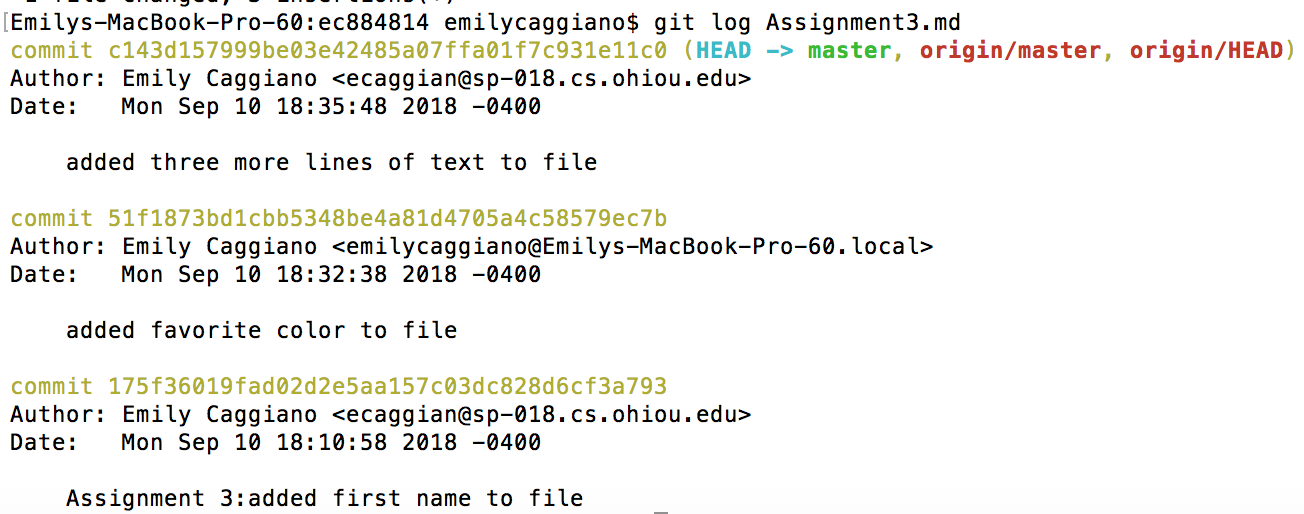 Emilys-MacBook-Pro-60:ec884814 emilycaggiano$ git log Assignment3.md
commit c143d157999be03e42485a07ffa01f7c931e11c0 (HEAD -> master, origin/master, origin/HEAD)
Author: Emily Caggiano <ecaggian@sp-018.cs.ohiou.edu>
Date:   Mon Sep 10 18:35:48 2018 -0400
    added three more lines of text to file
commit 51f1873bd1cbb5348be4a81d4705a4c58579ec7b
Author: Emily Caggiano <emilycaggiano@Emilys-MacBook-Pro-60.local>
Date:   Mon Sep 10 18:32:38 2018 -0400
    added favorite color to file
commit 175f36019fad02d2e5aa157c03dc828d6cf3a793
Author: Emily Caggiano <ecaggian@sp-018.cs.ohiou.edu>
Date:   Mon Sep 10 18:10:58 2018 -0400
    Assignment 3:added first name to file